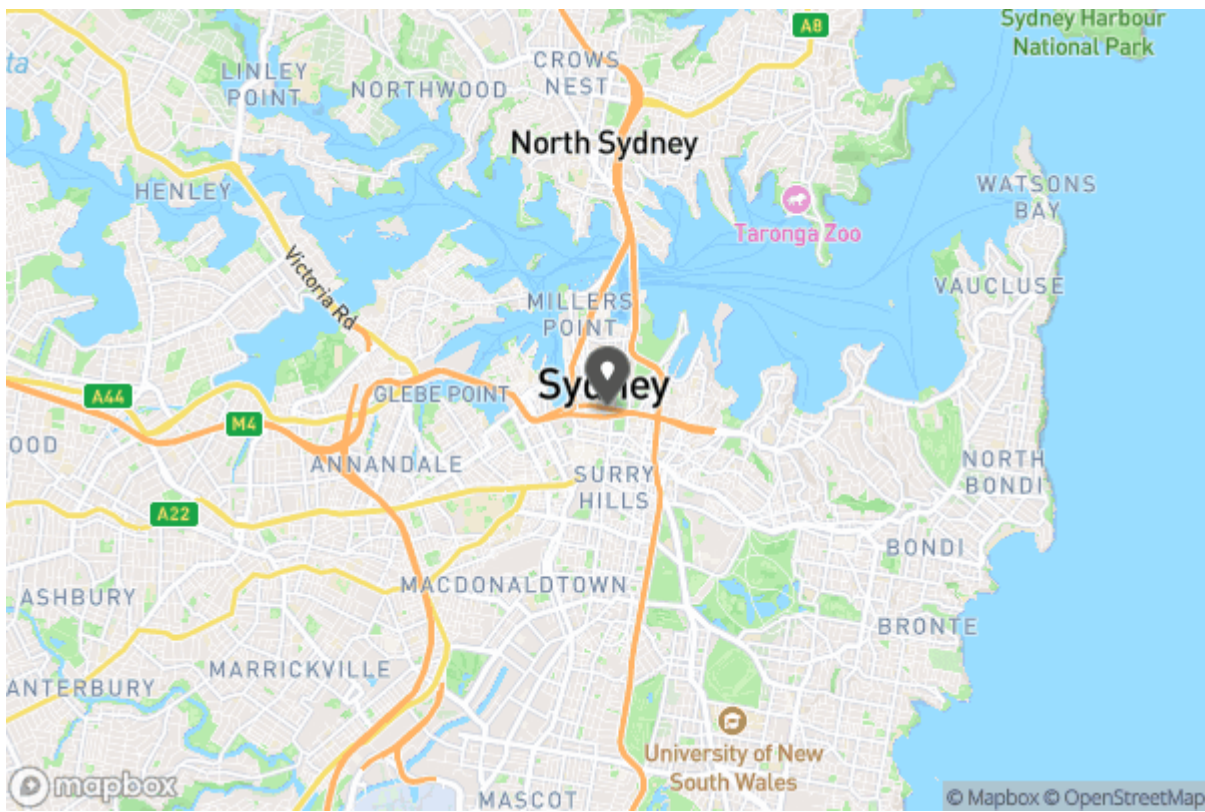 Sydney Harbour
National Park
A8
CROWS
NEST
LINLEY
POINT
NORTHWOOD
North Sydney
HENLEY
WATSONS
BAY
Taronga Zoo
Victoria Rd
VAUCLUSE
MILLERS
POINT
Sydney
GLEBE POINT
A44
M4
OOD
ANNANDALE
SURRY
HILLS
NORTH
BONDI
A22
BONDI
MACDONALDTOWN
ASHBURY
BRONTE
MARRICKVILLE
ANTERBURY
University of New
South Wales
MASCOT
mapbox
© Mapbox © OpenStreetMap
ta